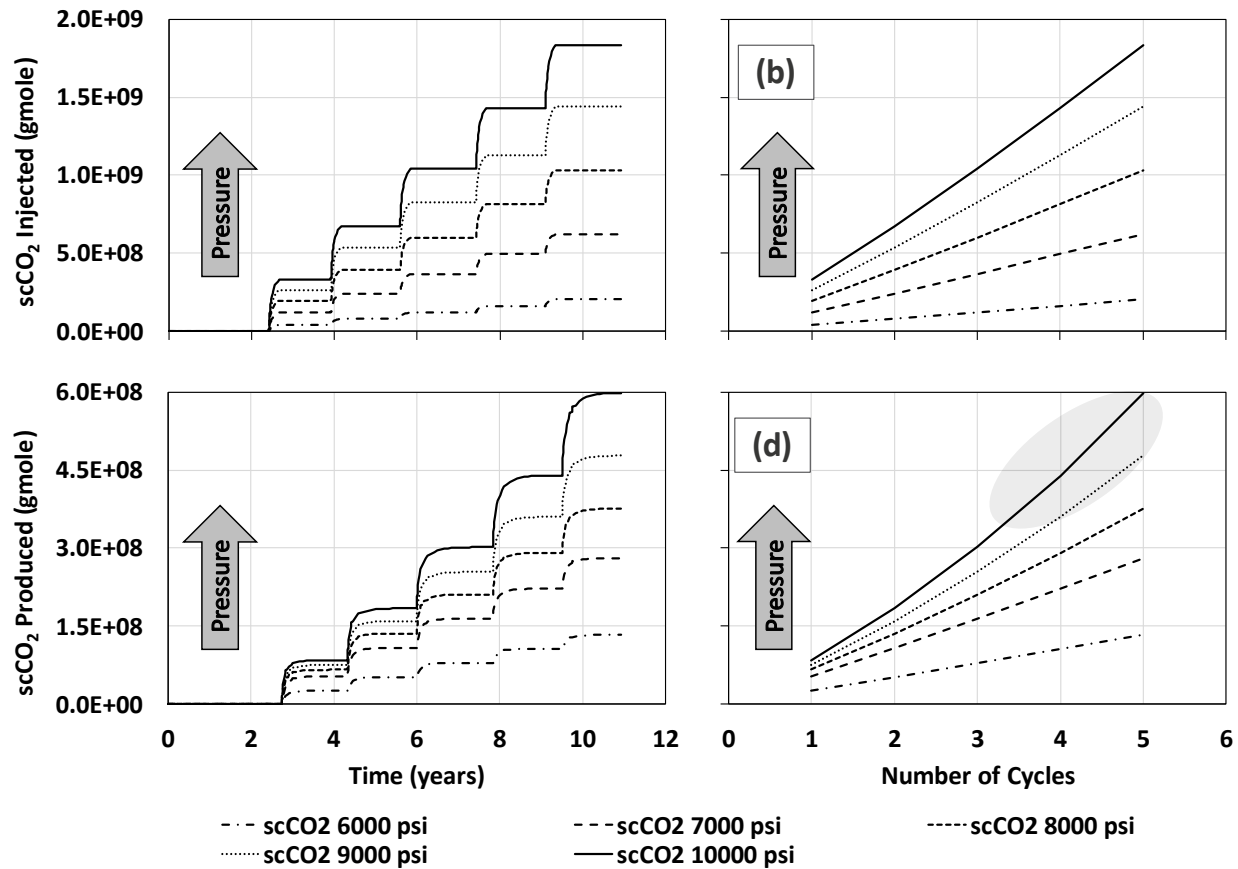 2.0E+09
1.5E+09
1.0E+09
5.0E+08
0.0E+00
scCO2 Injected (gmole)
Pressure
(b)
Pressure
6.0E+08
4.5E+08
3.0E+08
1.5E+08
0.0E+00
scCO2 Produced (gmole)
Pressure
(d)
Pressure
0 2 4 6 8 10 12
Time (years)
0 1 2 3 4 5 6
Number of Cycles
scCO2 6000 psi scCO2 7000 psi scCO2 8000 psi
scCO2 9000 psi scCO2 10000 psi